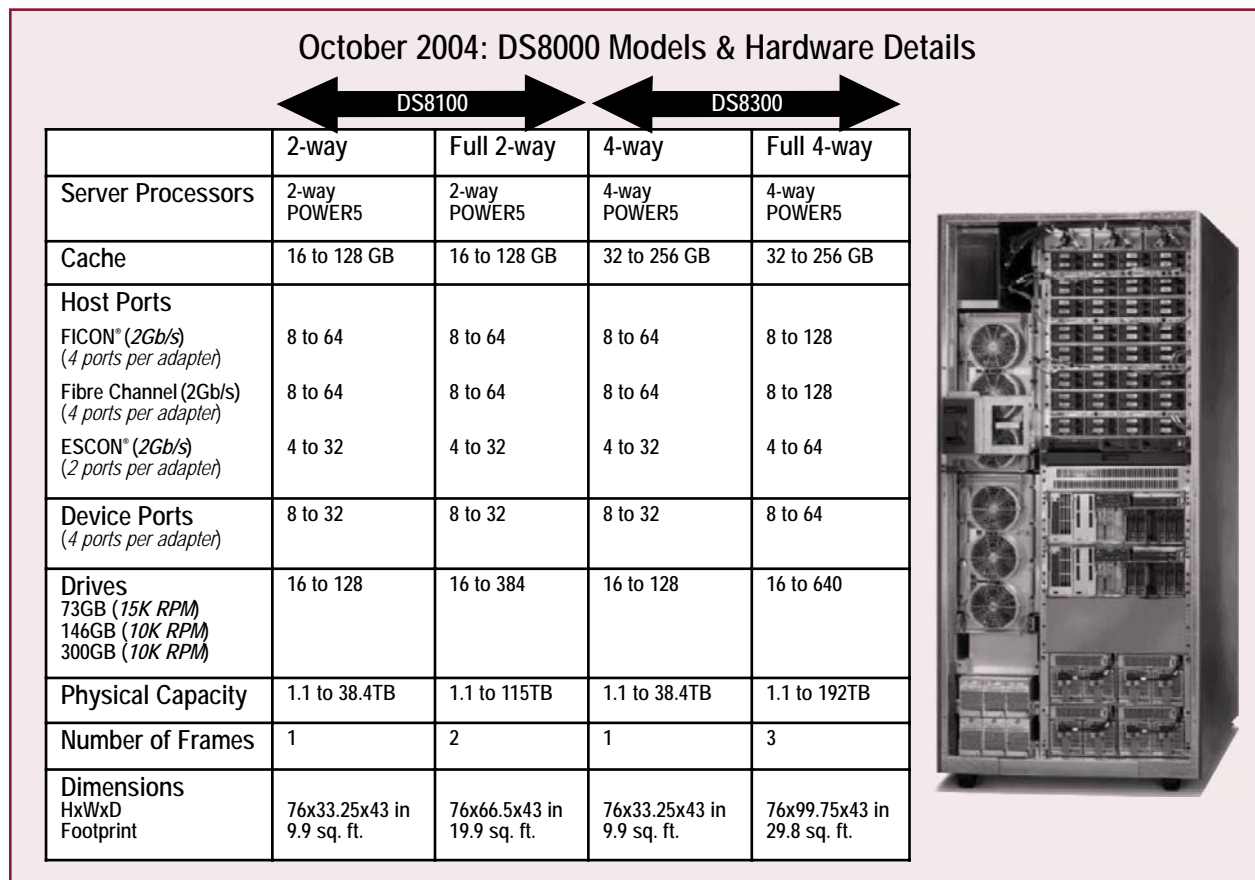 October 2004: DS8000 Models & Hardware Details
DS8100 DS8300
2-way Full 2-way 4-way Full 4-way
Server Processors 2-way POWER5 2-way POWER5 4-way POWER5 4-way POWER5
Cache 16 to 128 GB 16 to 128 GB 32 to 256 GB 32 to 256 GB
Host Ports
FICON® (2Gb/s) 8 to 64 8 to 64 8 to 64 8 to 128
(4 ports per adapter)
Fibre Channel (2Gb/s) 8 to 64 8 to 64 8 to 64 8 to 128
(4 ports per adapter)
ESCON® (2Gb/s) 4 to 32 4 to 32 4 to 32 4 to 64
(2 ports per adapter)
Device Ports 8 to 32 8 to 32 8 to 32 8 to 64
(4 ports per adapter)
Drives 16 to 128 16 to 384 16 to 128 16 to 640
73GB (15K RPM)
146GB (10K RPM)
300GB (10K RPM)
Physical Capacity 1.1 to 38.4TB 1.1 to 115TB 1.1 to 38.4TB 1.1 to 192TB
Number of Frames 1 2 1 3
Dimensions
HxWxD 76x33.25x43 in 76x66.5x43 in 76x33.25x43 in 76x99.75x43 in
Footprint 9.9 sq. ft. 19.9 sq. ft. 9.9 sq. ft. 29.8 sq. ft.